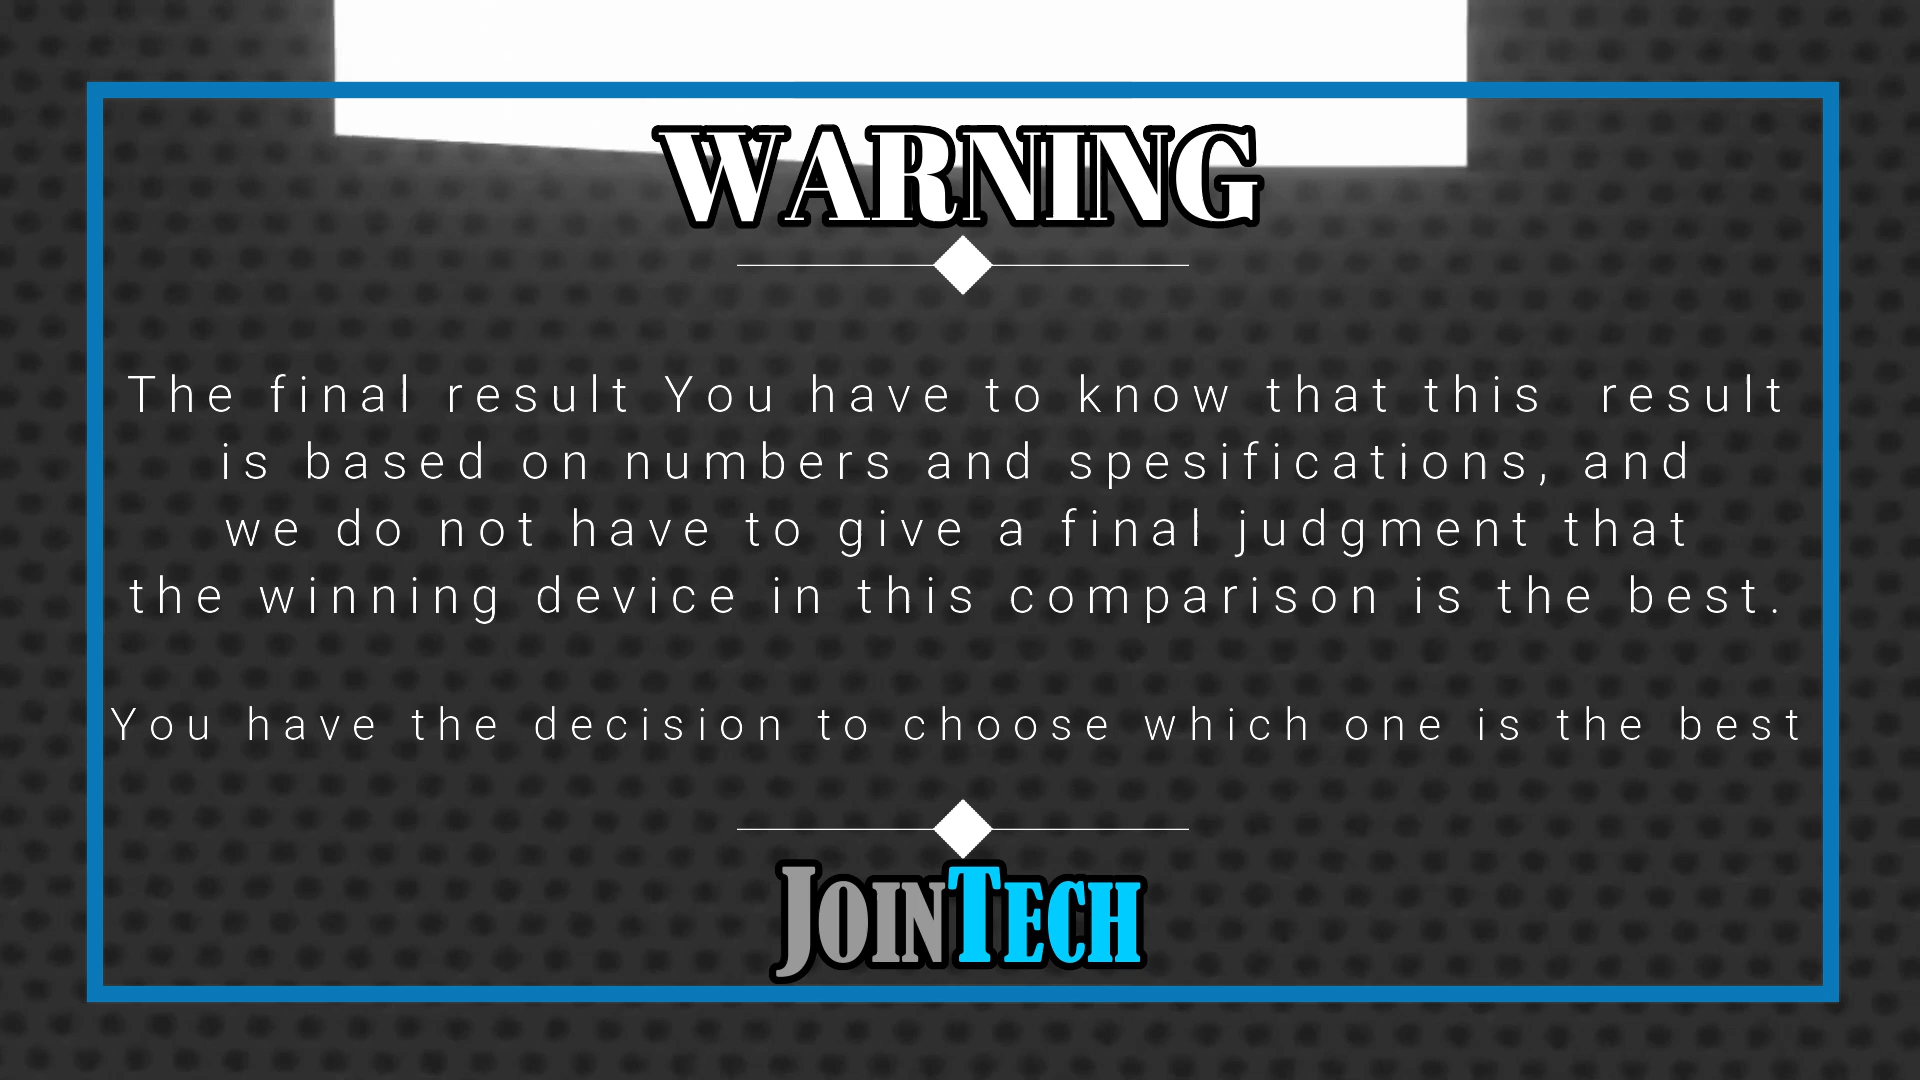 WARNING
The final result You have to know that this result
is based on numbers and spesifications, and
we do not have to give a final judgment that
the winning device in this comparison is the best.
You have the decision to choose which one is the best
JOINTECH